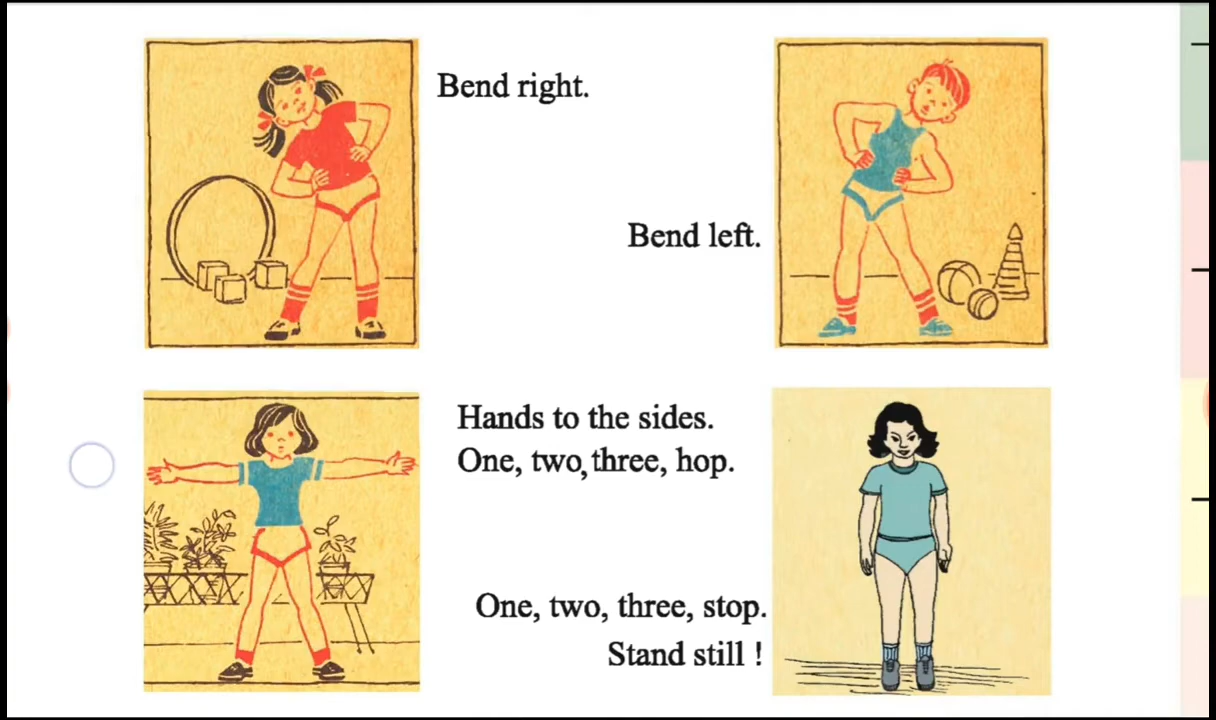 Bend right.
Bend left.
Hands to the sides.
One, two, three, hop.
One, two, three, stop.
Stand still !